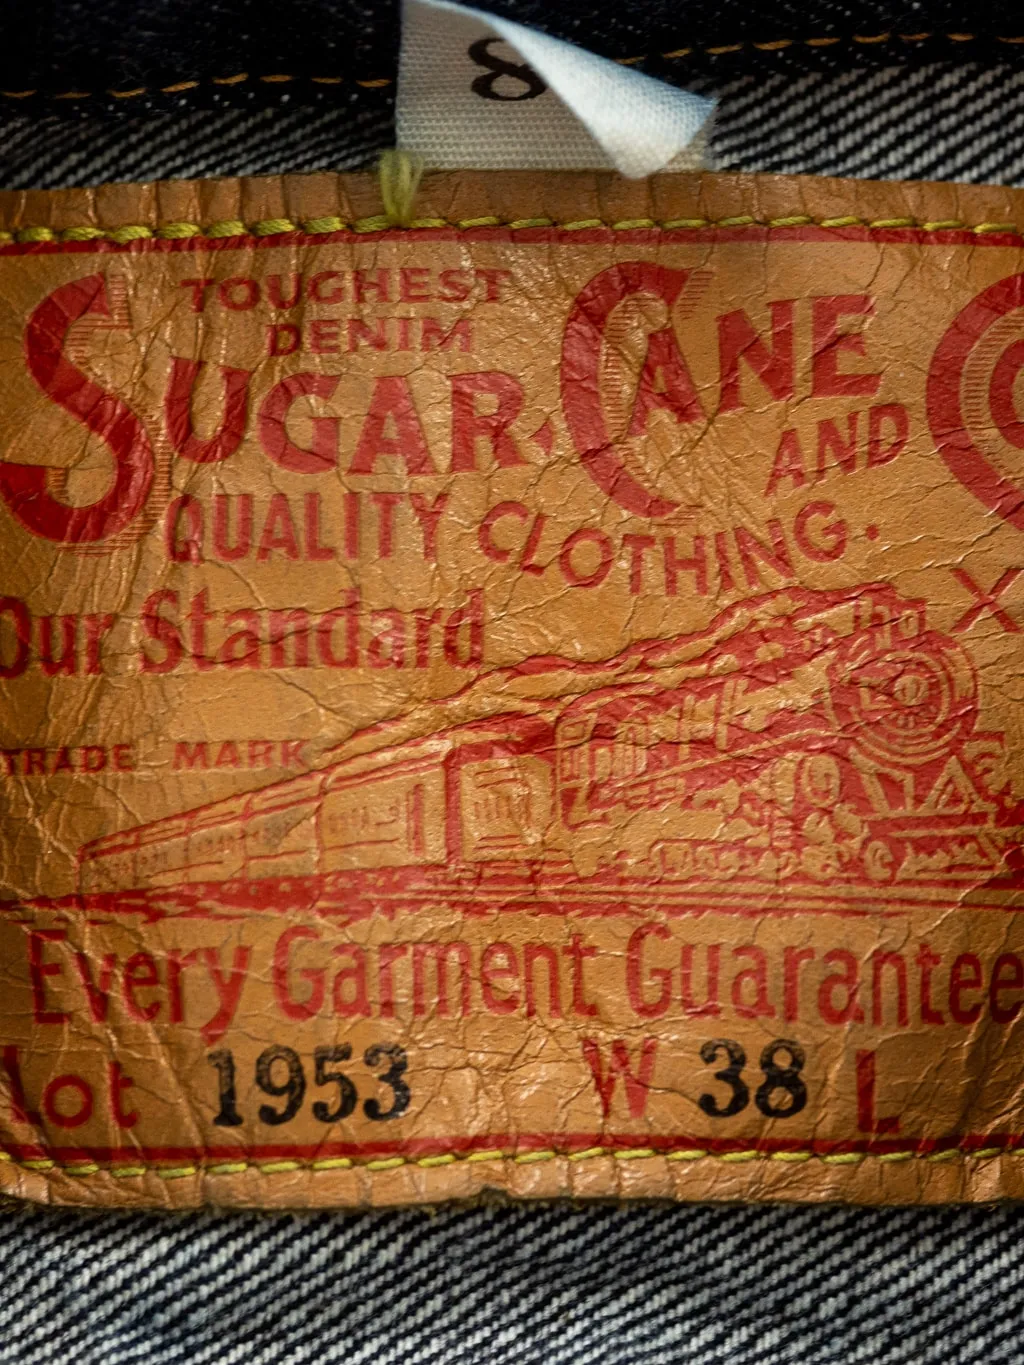 8
TOUGHEST
DENIM
SUGAR CANE AND
QUALITY CLOTHING.
Our Standard
X
TRADE MARK
Every Garment Guarantee
Lot 1953 W 38 L